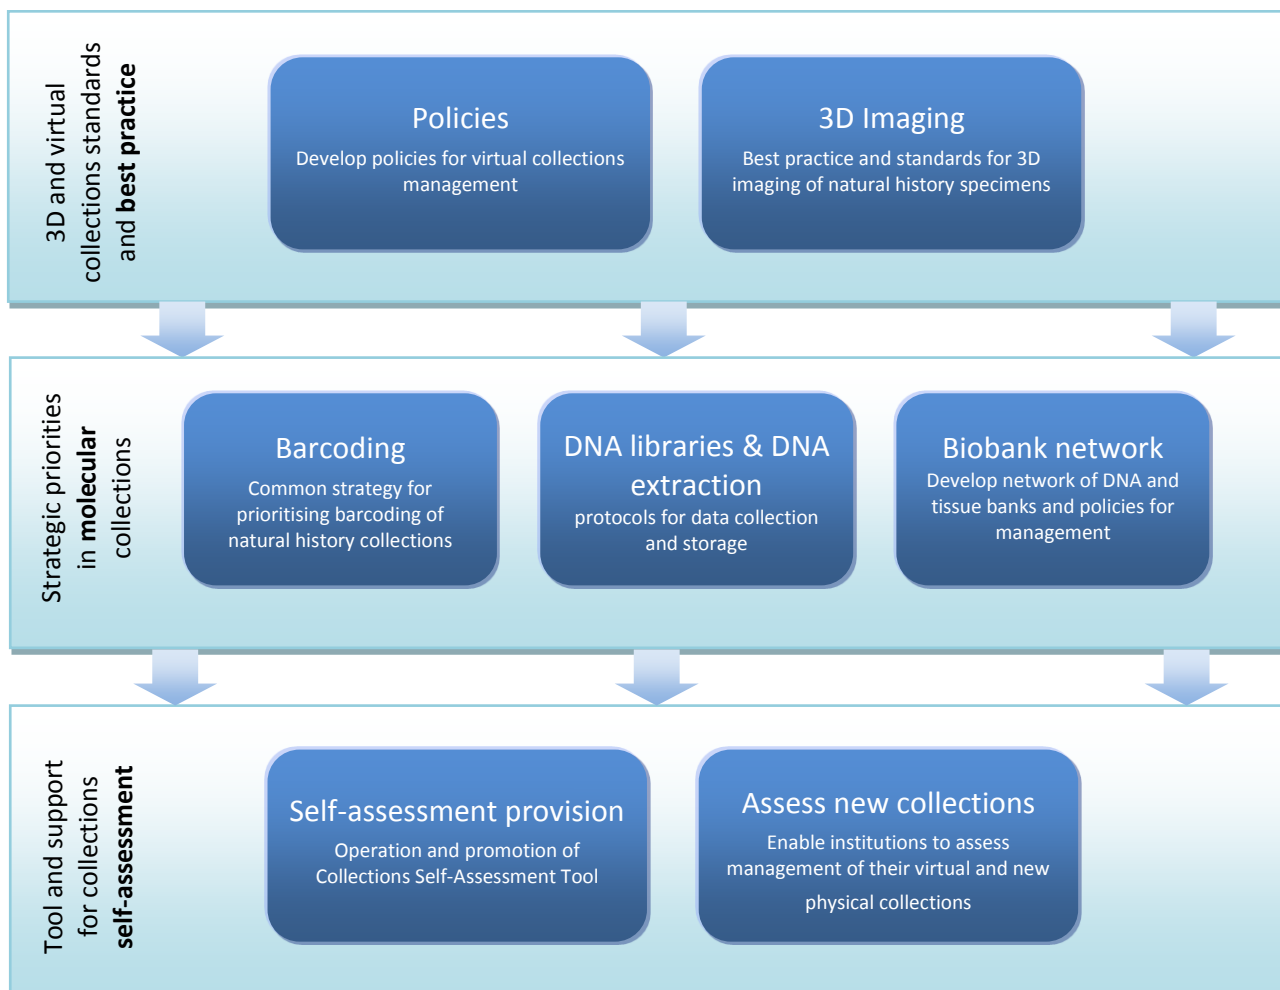 3D and virtual
collections standards
and best practice
Policies
Develop policies for virtual collections
management
3D Imaging
Best practice and standards for 3D
imaging of natural history specimens
Strategic priorities
in molecular
collections
Barcoding
Common strategy for
prioritising barcoding of
natural history collections
DNA libraries & DNA
extraction
protocols for data collection
and storage
Biobank network
Develop network of DNA and
tissue banks and policies for
management
Tool and support
for collections
self-assessment
Self-assessment provision
Operation and promotion of
Collections Self-Assessment Tool
Assess new collections
Enable institutions to assess
management of their virtual and new
physical collections